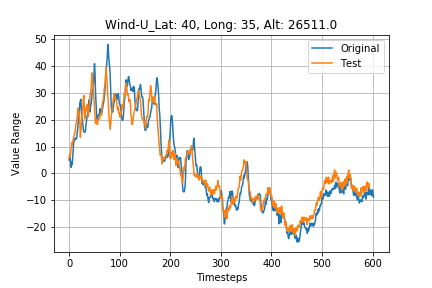 Wind-U_Lat: 40, Long: 35, Alt: 26511.0
Original
Test
Value Range
50
40
30
20
10
0
−10
−20
0 100 200 300 400 500 600
Timesteps